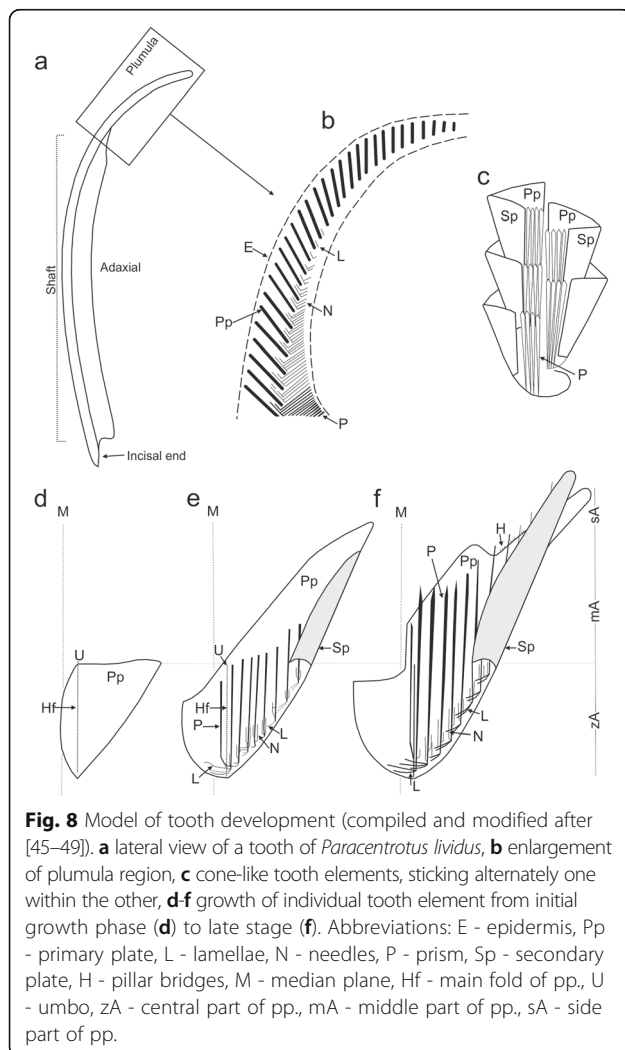 a
Plumula
Shaft
Adaxial
Incisal end
b
E
L
Pp
N
P
c
Pp
Sp
Pp
Sp
P
d
M
U
Pp
Hf
e
M
Pp
U
Sp
Hf
P
L
N
L
f
M
H
P
Pp
Sp
L
N
L
sA
mA
zA
Fig. 8 Model of tooth development (compiled and modified after
[45–49]). a lateral view of a tooth of Paracentrotus lividus, b enlargement
of plumula region, c cone-like tooth elements, sticking alternately one
within the other, d-f growth of individual tooth element from initial
growth phase (d) to late stage (f). Abbreviations: E - epidermis, Pp
- primary plate, L - lamellae, N - needles, P - prism, Sp - secondary
plate, H - pillar bridges, M - median plane, Hf - main fold of pp., U
- umbo, zA - central part of pp., mA - middle part of pp., sA - side
part of pp.